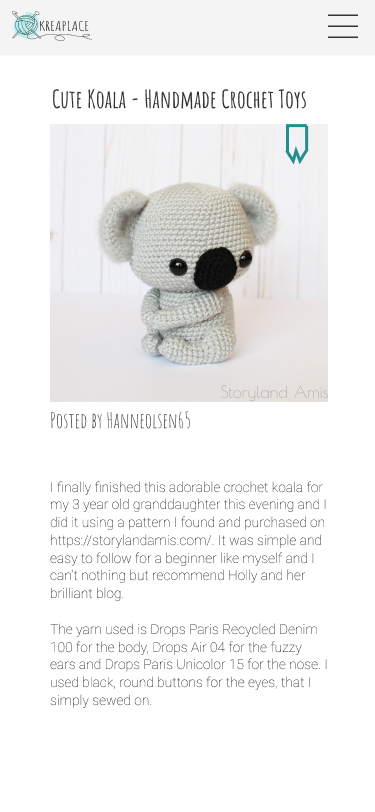 KREAPLACE
Cute Koala - Handmade Crochet Toys
Storyland Amis
Posted by Hanneolsen65
I finally finished this adorable crochet koala for
my 3 year old granddaughter this evening and I
did it using a pattern I found and purchased on
https://storylandamis.com/. It was simple and
easy to follow for a beginner like myself and I
can't nothing but recommend Holly and her
brilliant blog.
The yarn used is Drops Paris Recycled Denim
100 for the body, Drops Air 04 for the fuzzy
ears and Drops Paris Unicolor 15 for the nose. I
used black, round buttons for the eyes, that I
simply sewed on.